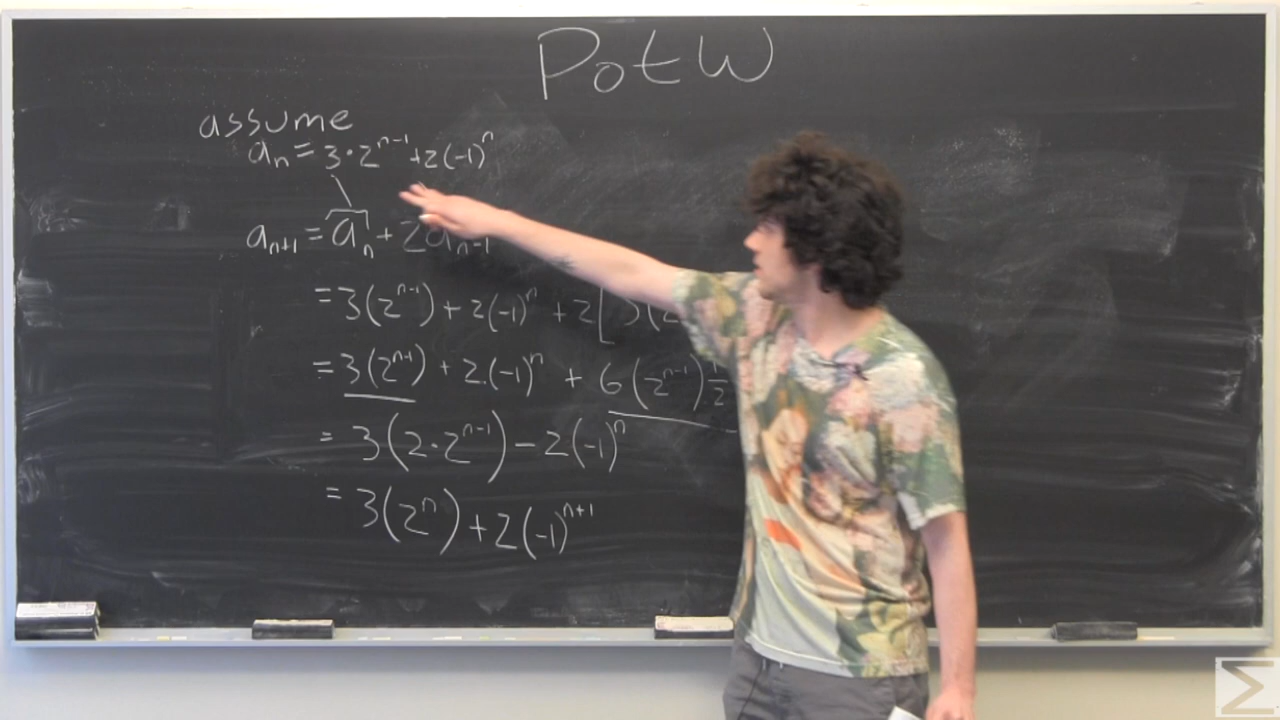 PotW
assume
aₙ = 3·2ⁿ⁻¹ + 2(-1)ⁿ
aₙ₊₁ = aₙ + 2aₙ₋₁
= 3(2ⁿ⁻¹) + 2(-1)ⁿ + 2[3(2
= 3(2ⁿ⁻¹) + 2·(-1)ⁿ + 6(2ⁿ⁻¹)½
= 3(2·2ⁿ⁻¹) - 2(-1)ⁿ
= 3(2ⁿ) + 2(-1)ⁿ⁺¹
Σ